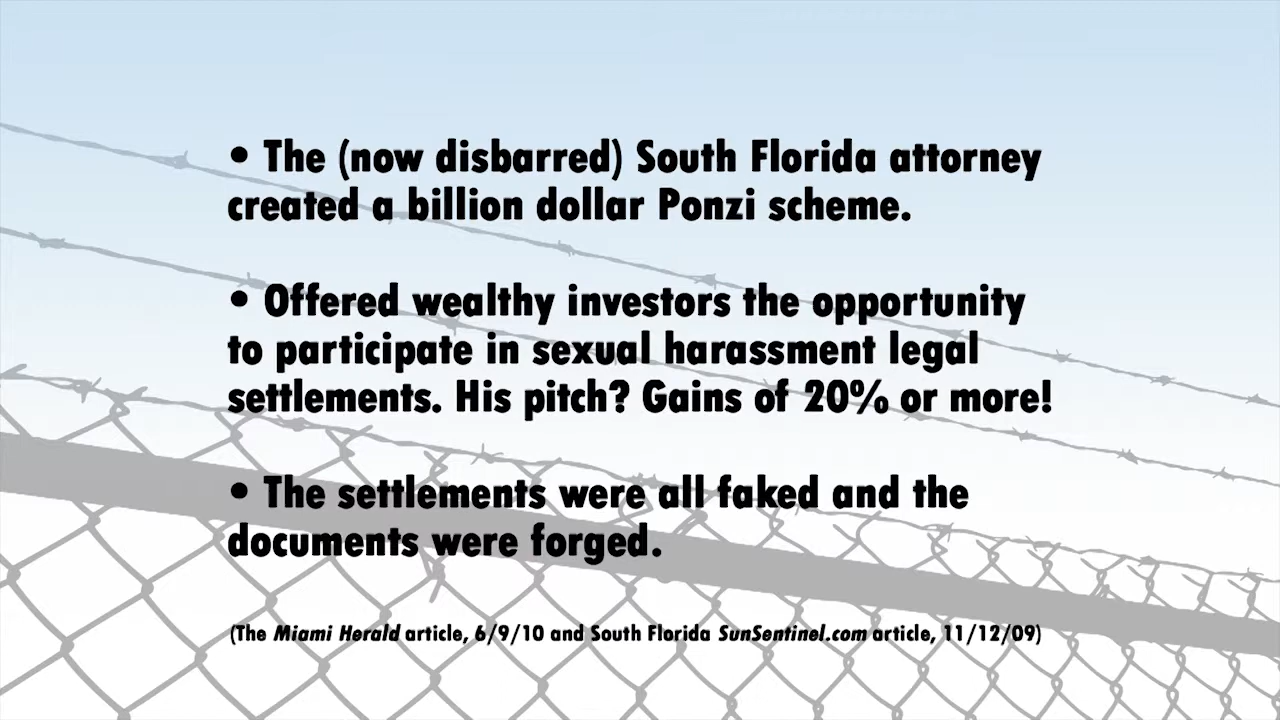 • The (now disbarred) South Florida attorney
created a billion dollar Ponzi scheme.
• Offered wealthy investors the opportunity
to participate in sexual harassment legal
settlements. His pitch? Gains of 20% or more!
• The settlements were all faked and the
documents were forged.
(The Miami Herald article, 6/9/10 and South Florida SunSentinel.com article, 11/12/09)